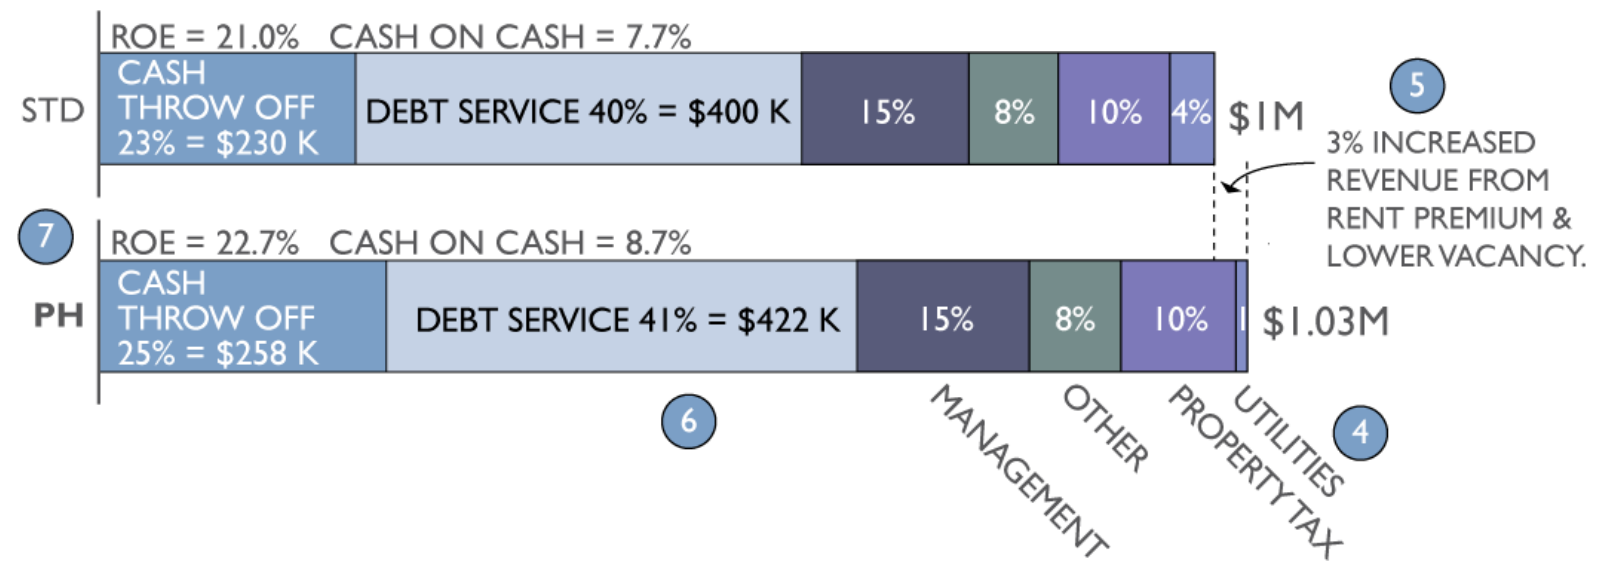 ROE = 21.0% CASH ON CASH = 7.7%
STD
CASH
THROW OFF
23% = $230 K
DEBT SERVICE 40% = $400 K
15%
8%
10%
4%
$1M
5
3% INCREASED
REVENUE FROM
RENT PREMIUM &
LOWER VACANCY.
7
ROE = 22.7% CASH ON CASH = 8.7%
PH
CASH
THROW OFF
25% = $258 K
DEBT SERVICE 41% = $422 K
15%
8%
10%
1
$1.03M
6
MANAGEMENT
OTHER
PROPERTY TAX
UTILITIES
4